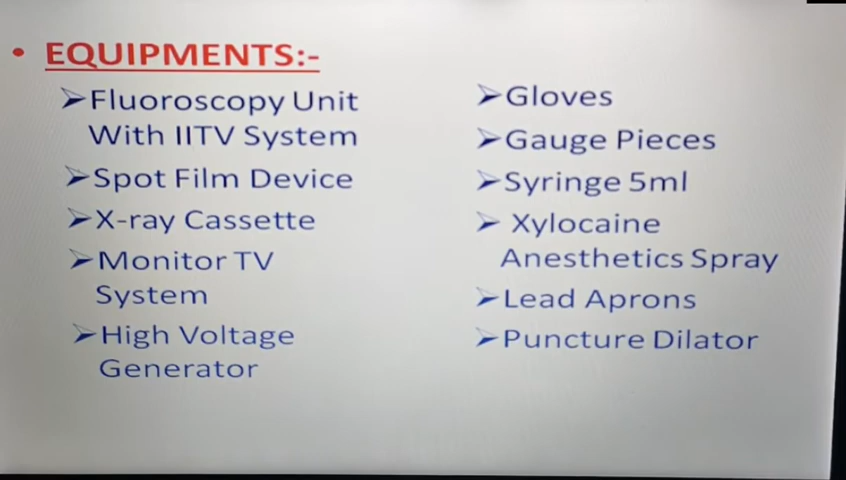 • EQUIPMENTS:-
➢Fluoroscopy Unit
With IITV System
➢Spot Film Device
➢X-ray Cassette
➢Monitor TV
System
➢High Voltage
Generator
➢Gloves
➢Gauge Pieces
➢Syringe 5ml
➢ Xylocaine
Anesthetics Spray
➢Lead Aprons
➢Puncture Dilator